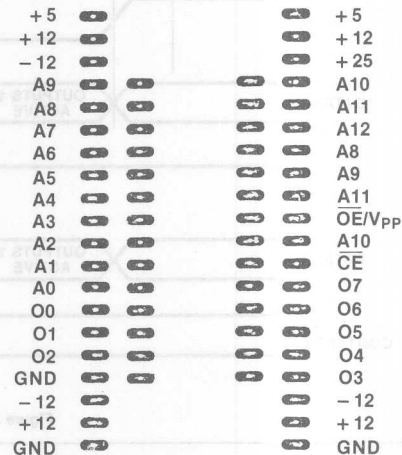 + 5 + 5
+ 12 + 12
− 12 + 25
A9 A10
A8 A11
A7 A12
A6 A8
A5 A9
A4 A11
A3 OE/VPP
A2 A10
A1 CE
A0 O7
O0 O6
O1 O5
O2 O4
GND O3
− 12 − 12
+ 12 + 12
GND GND